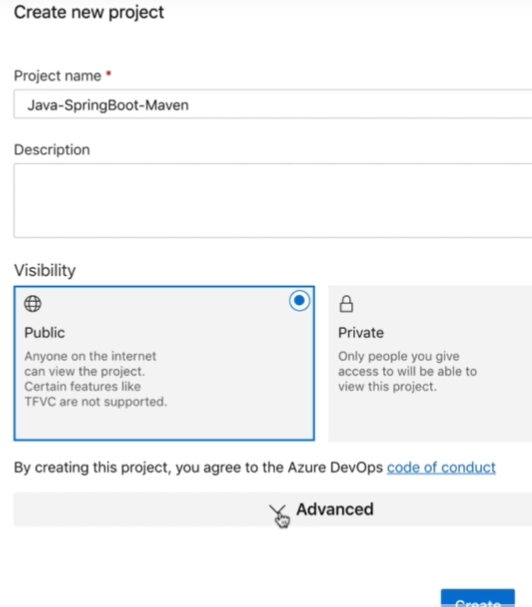 Create new project
Project name *
Java-SpringBoot-Maven
Description
Visibility
Public
Anyone on the internet
can view the project.
Certain features like
TFVC are not supported.
Private
Only people you give
access to will be able to
view this project.
By creating this project, you agree to the Azure DevOps code of conduct
Advanced
Create